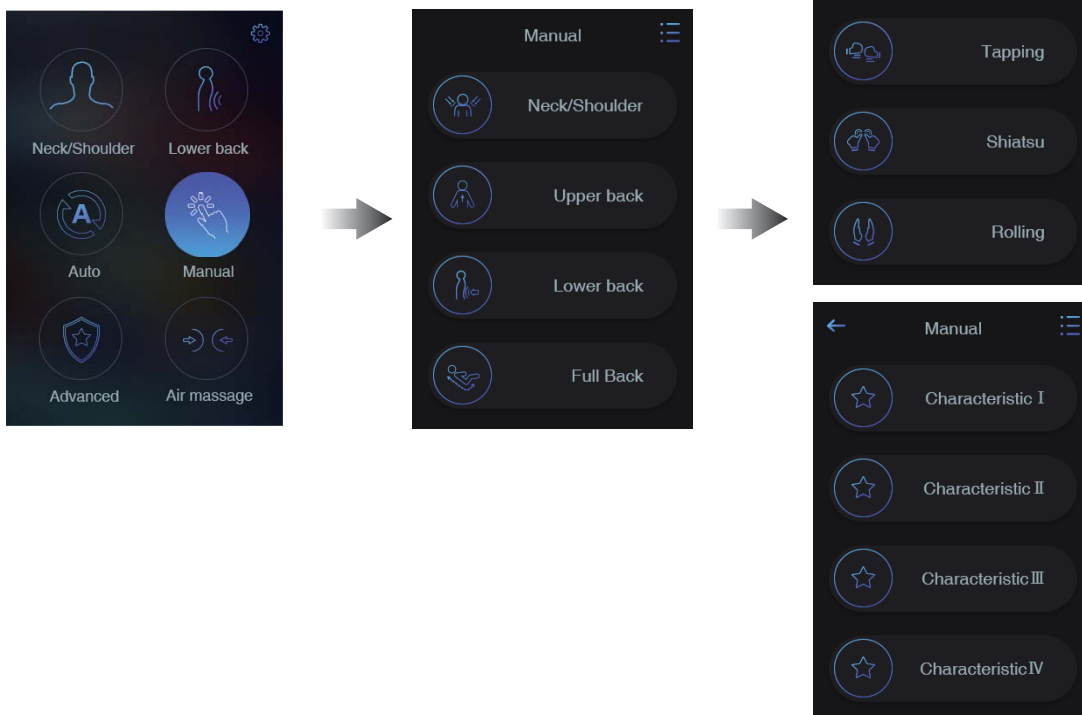 Neck/Shoulder
Lower back
A
Auto
Manual
Advanced
Air massage
Manual
Neck/Shoulder
Upper back
Lower back
Full Back
Tapping
Shiatsu
Rolling
Manual
Characteristic Ⅰ
Characteristic Ⅱ
Characteristic Ⅲ
Characteristic Ⅳ